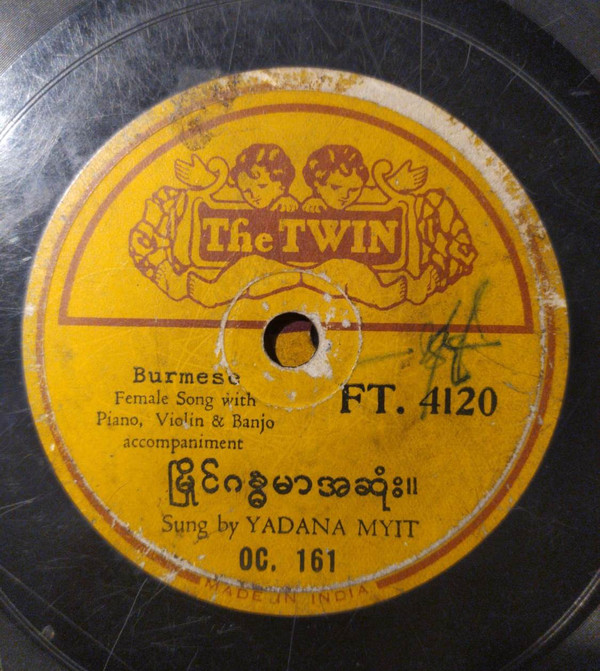 The TWIN
Burmese
Female Song with
Piano, Violin & Banjo
accompaniment
FT. 4120
မြှိုင်ဂန္ဓမာအဆုံး။
Sung by YADANA MYIT
OC. 161
MADE IN INDIA